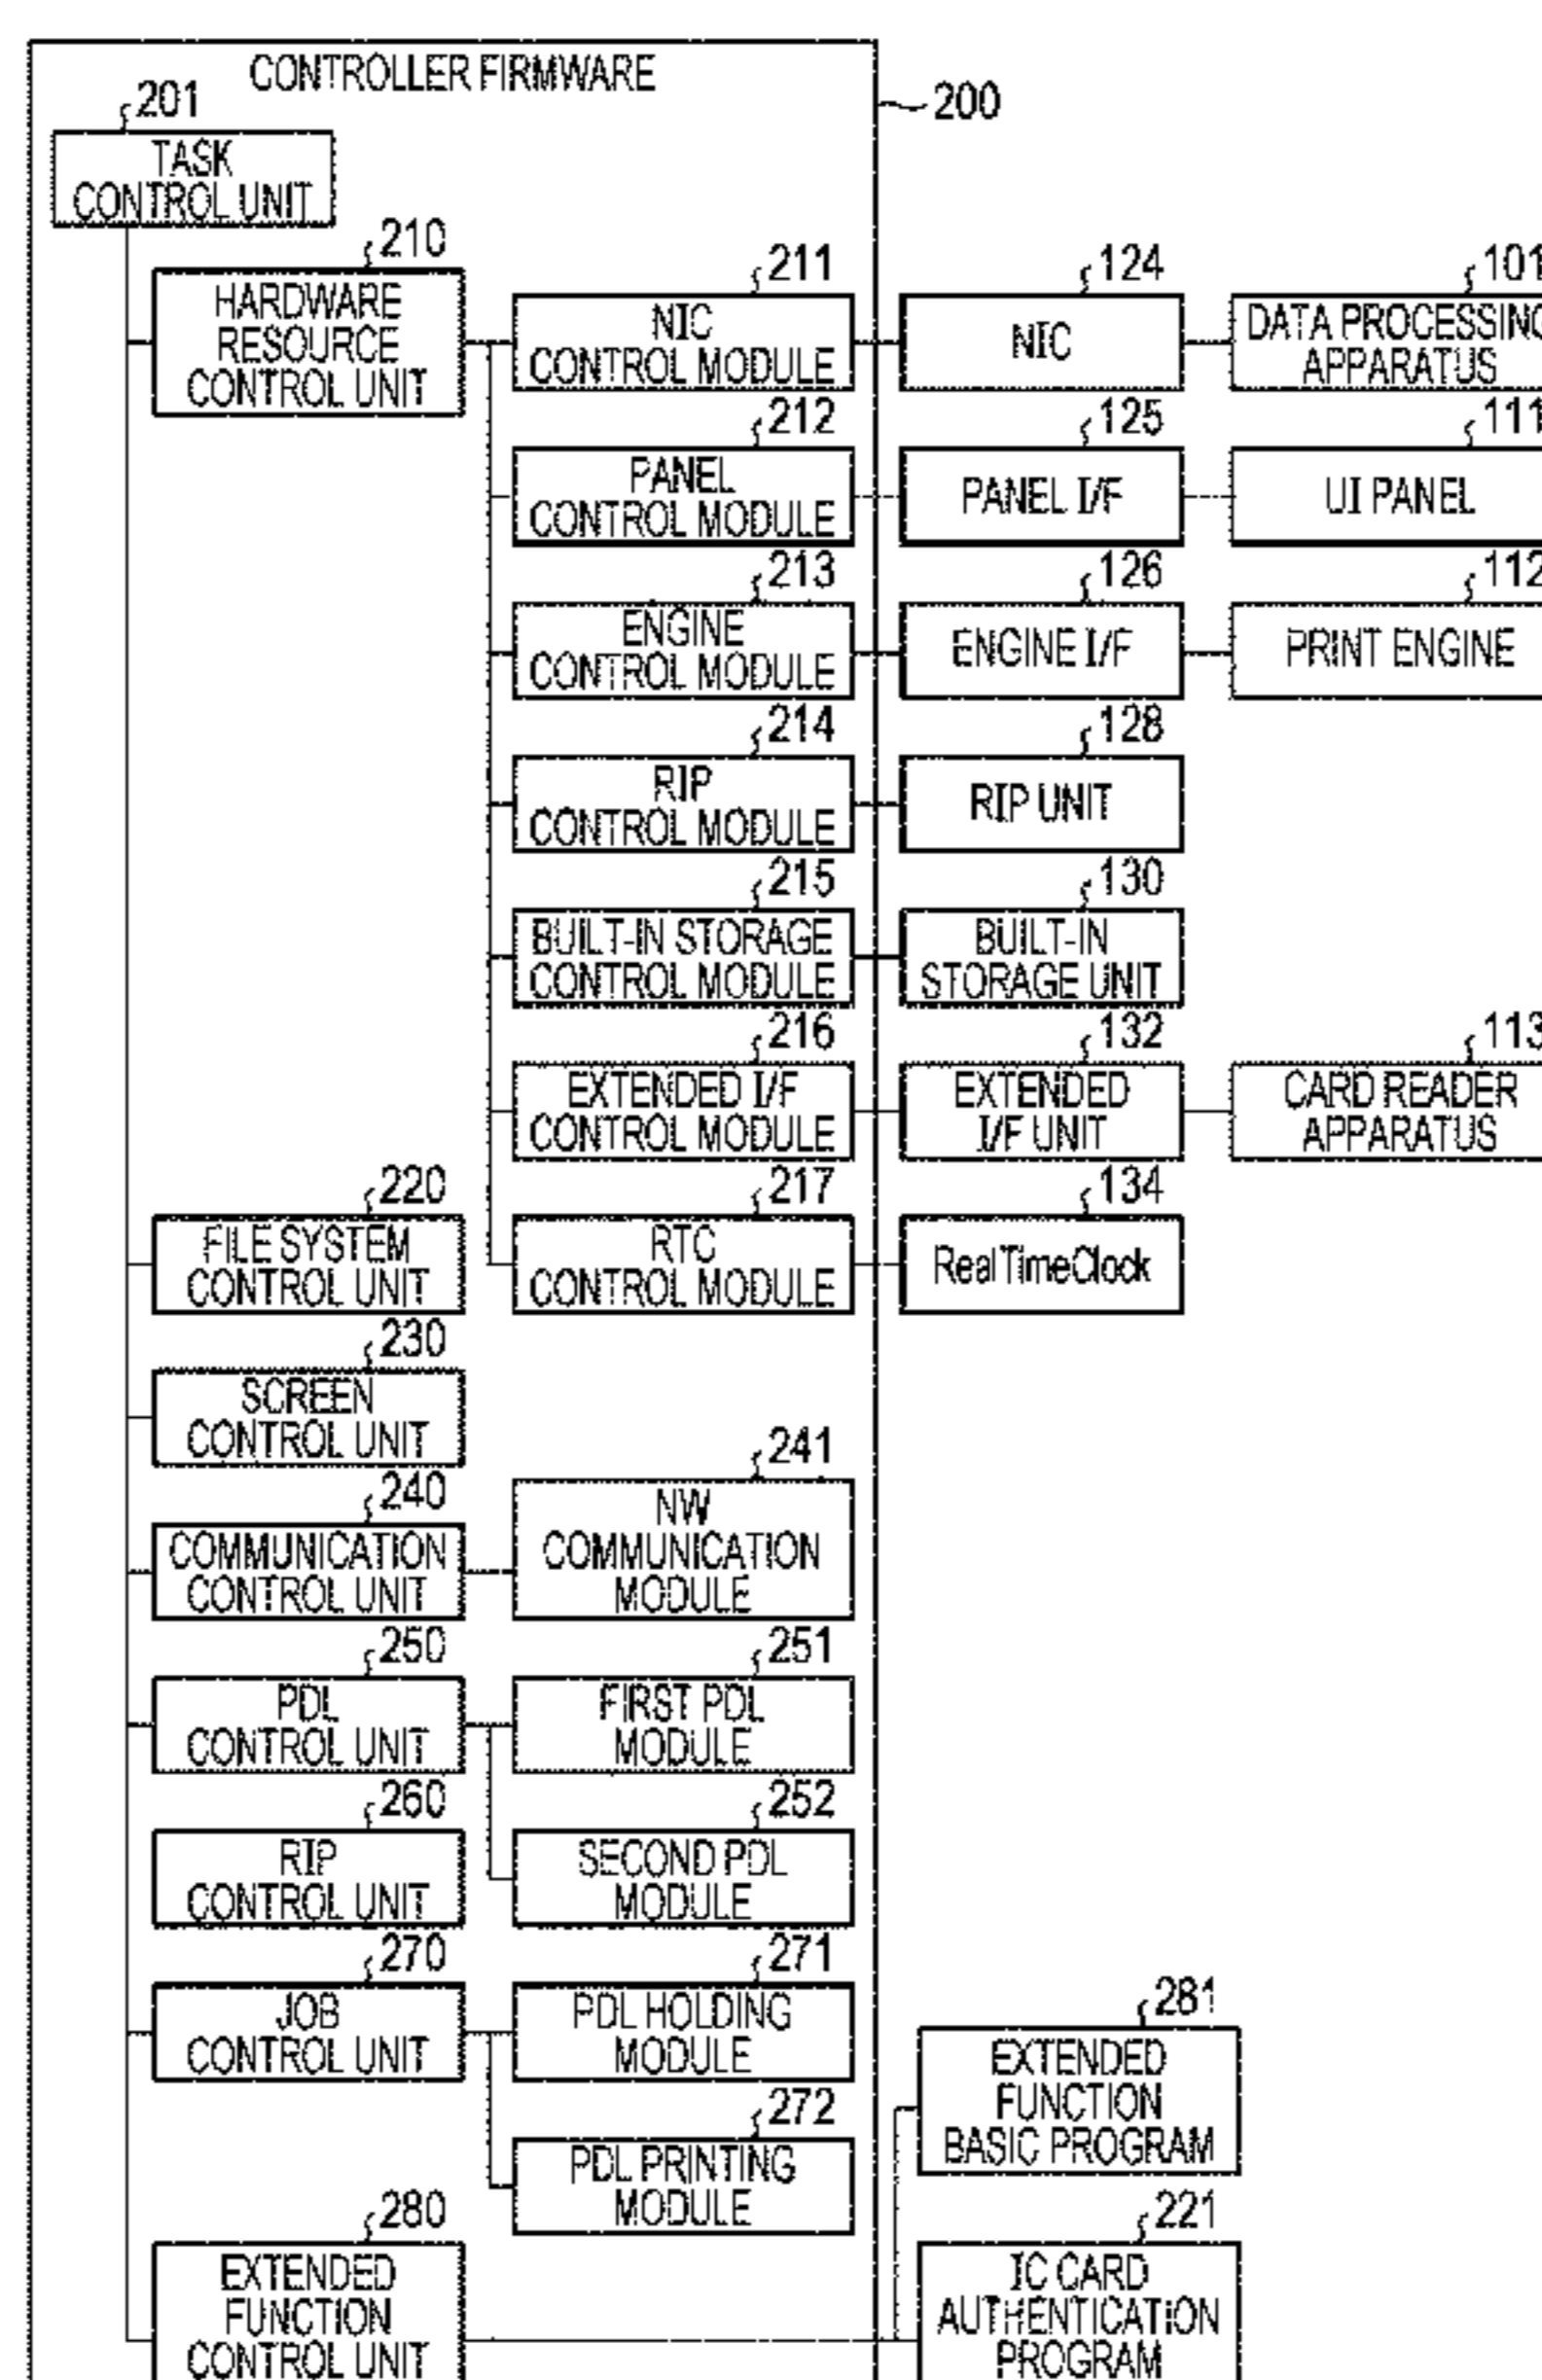 CONTROLLER FIRMWARE
200
201
TASK
CONTROL UNIT
210
HARDWARE
RESOURCE
CONTROL UNIT
211
NIC
CONTROL MODULE
124
NIC
101
DATA PROCESSING
APPARATUS
212
PANEL
CONTROL MODULE
125
PANEL I/F
111
UI PANEL
213
ENGINE
CONTROL MODULE
126
ENGINE I/F
112
PRINT ENGINE
214
RIP
CONTROL MODULE
128
RIP UNIT
215
BUILT-IN STORAGE
CONTROL MODULE
130
BUILT-IN
STORAGE UNIT
216
EXTENDED I/F
CONTROL MODULE
132
EXTENDED
I/F UNIT
113
CARD READER
APPARATUS
220
FILE SYSTEM
CONTROL UNIT
217
RTC
CONTROL MODULE
134
RealTimeClock
230
SCREEN
CONTROL UNIT
240
COMMUNICATION
CONTROL UNIT
241
NW
COMMUNICATION
MODULE
250
PDL
CONTROL UNIT
251
FIRST PDL
MODULE
260
RIP
CONTROL UNIT
252
SECOND PDL
MODULE
270
JOB
CONTROL UNIT
271
PDL HOLDING
MODULE
281
EXTENDED
FUNCTION
BASIC PROGRAM
272
PDL PRINTING
MODULE
280
EXTENDED
FUNCTION
CONTROL UNIT
221
IC CARD
AUTHENTICATION
PROGRAM